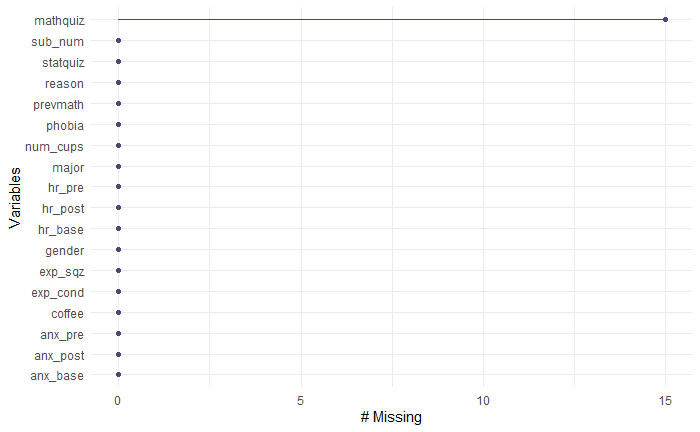 mathquiz
sub_num
statquiz
reason
prevmath
phobia
num_cups
major
hr_pre
hr_post
hr_base
gender
exp_sqz
exp_cond
coffee
anx_pre
anx_post
anx_base
Variables
0 5 10 15
# Missing